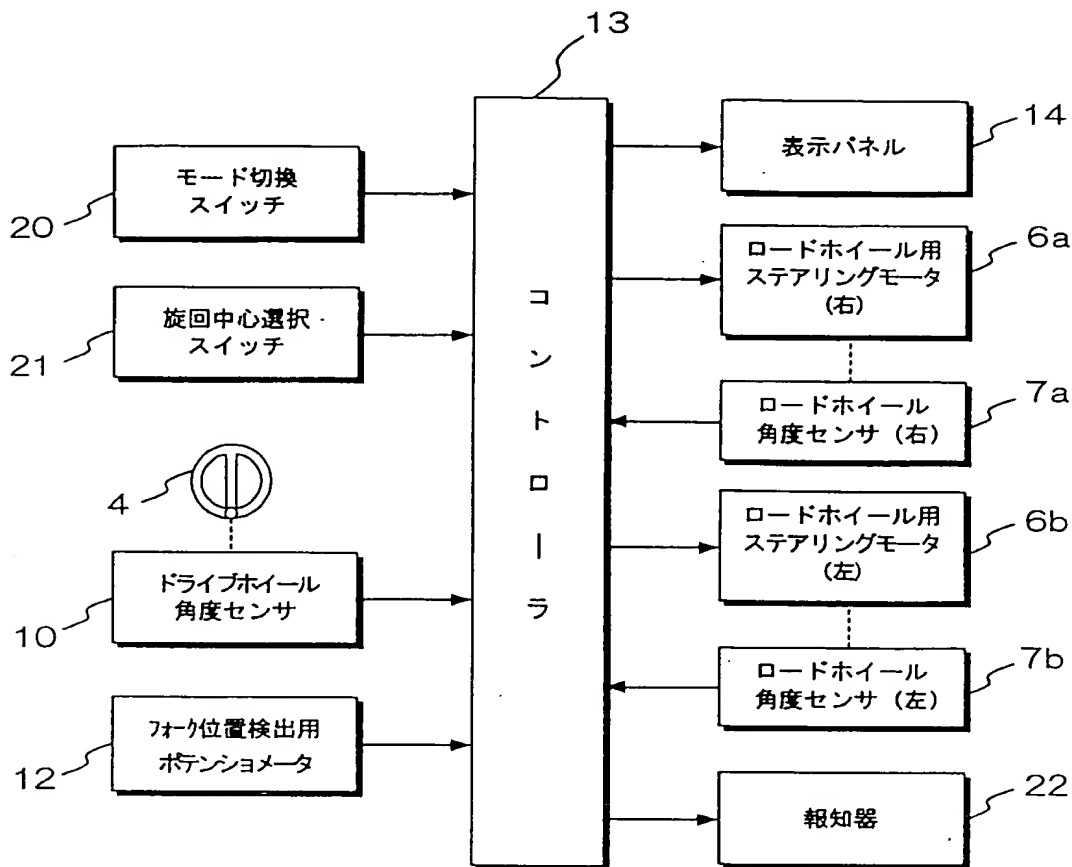 13
モード切換
スイッチ
20
旋回中心選択
スイッチ
21
4
ドライブホイール
角度センサ
10
フォーク位置検出用
ポテンショメータ
12
コントローラ
表示パネル
14
ロードホイール用
ステアリングモータ
(右)
6a
ロードホイール
角度センサ (右)
7a
ロードホイール用
ステアリングモータ
(左)
6b
ロードホイール
角度センサ (左)
7b
報知器
22